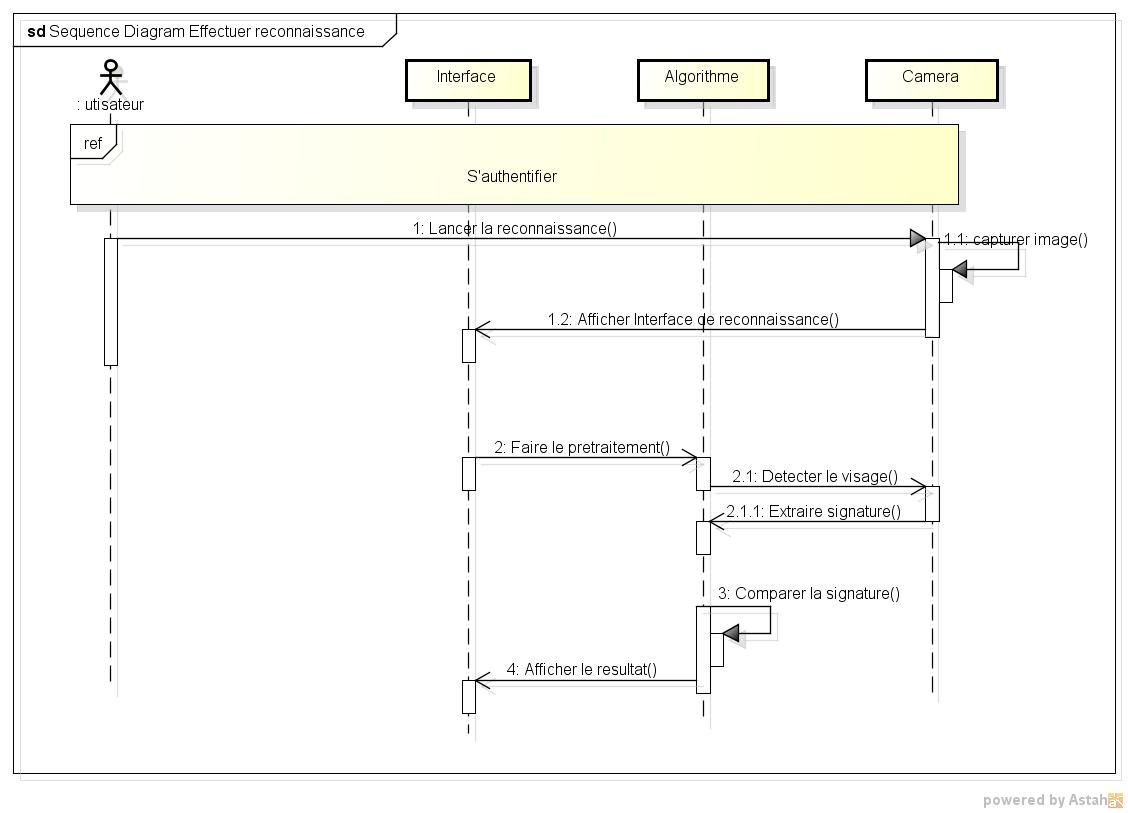 sd Sequence Diagram Effectuer reconnaissance
: utisateur
Interface
Algorithme
Camera
ref
S'authentifier
1: Lancer la reconnaissance()
1.1: capturer image()
1.2: Afficher Interface de reconnaissance()
2: Faire le pretraitement()
2.1: Detecter le visage()
2.1.1: Extraire signature()
3: Comparer la signature()
4: Afficher le resultat()
powered by Astah